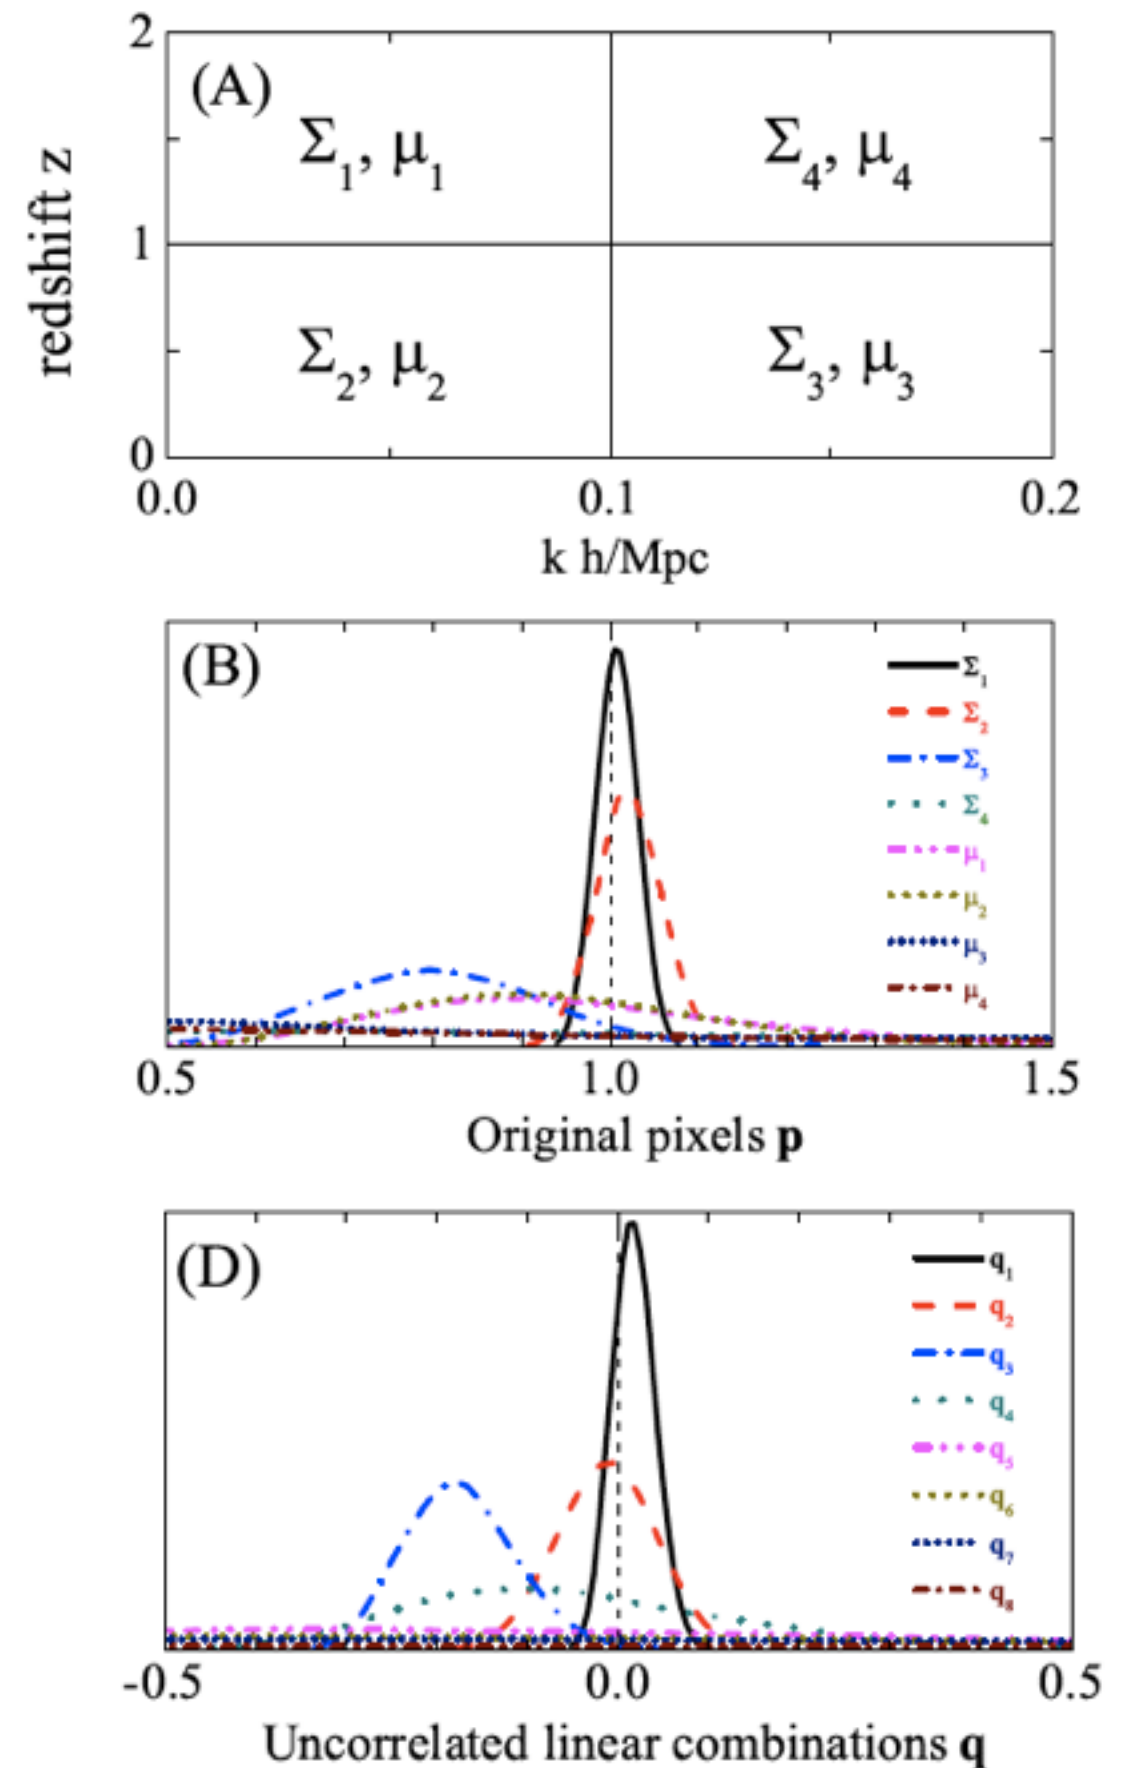 2
(A)
Σ1, μ1
Σ4, μ4
redshift z
1
Σ2, μ2
Σ3, μ3
0
0.0
0.1
0.2
k h/Mpc
(B)
Σ1
Σ2
Σ3
Σ4
μ1
μ2
μ3
μ4
0.5
1.0
1.5
Original pixels p
(D)
q1
q2
q3
q4
q5
q6
q7
q8
-0.5
0.0
0.5
Uncorrelated linear combinations q